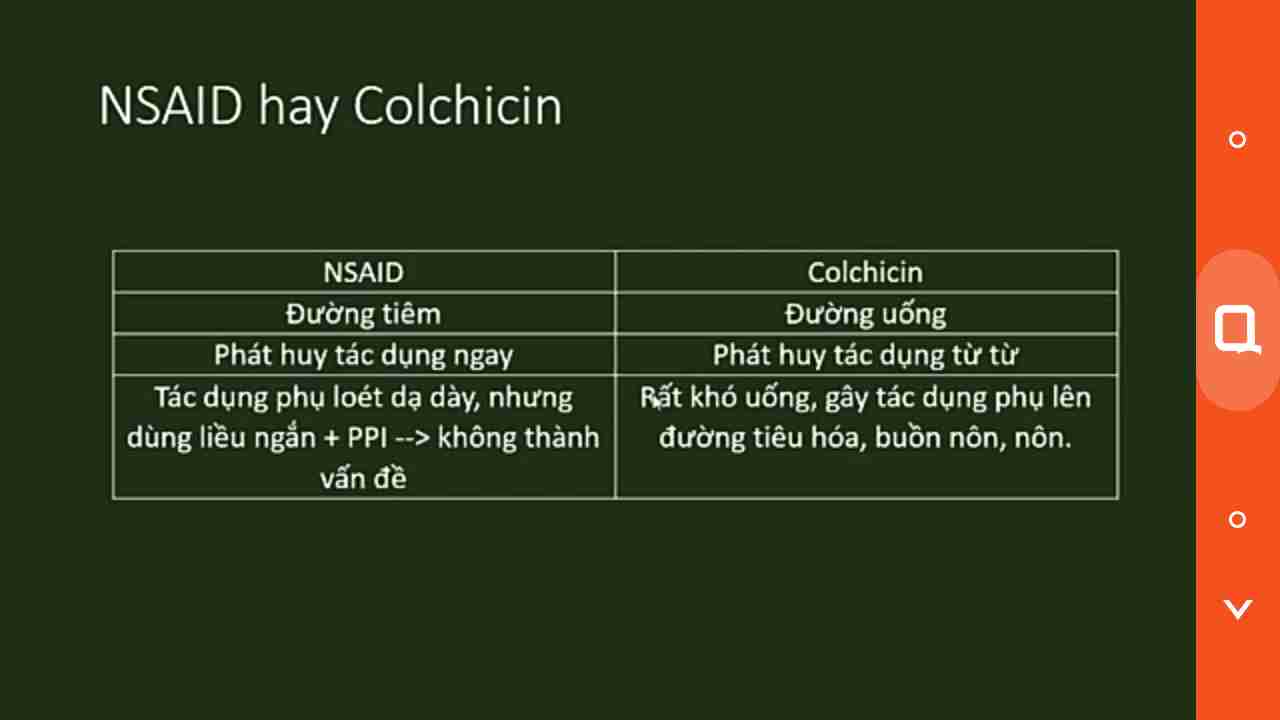 NSAID hay Colchicin
NSAID
Colchicin
Đường tiêm
Đường uống
Phát huy tác dụng ngay
Phát huy tác dụng từ từ
Tác dụng phụ loét dạ dày, nhưng
dùng liều ngắn + PPI --> không thành
vấn đề
Rất khó uống, gây tác dụng phụ lên
đường tiêu hóa, buồn nôn, nôn.